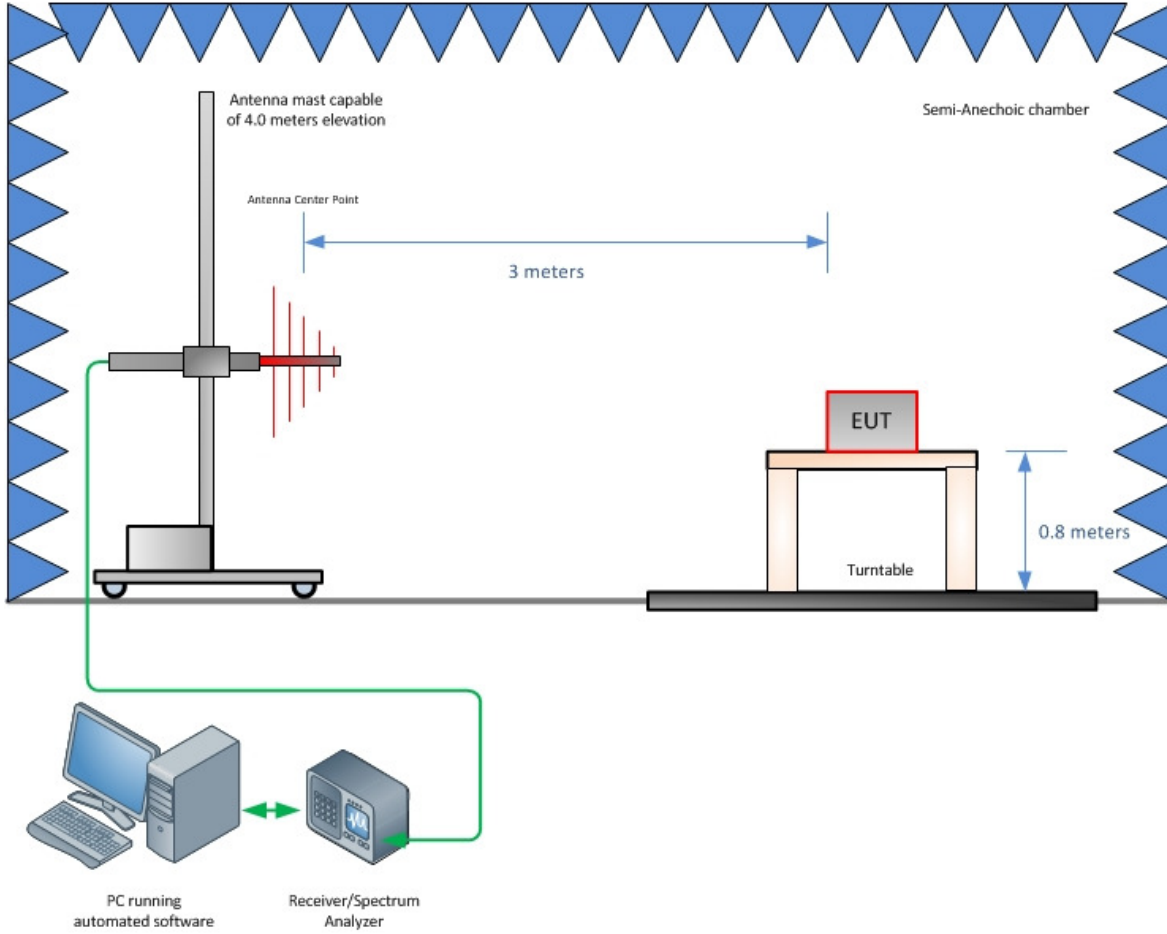 Antenna mast capable
of 4.0 meters elevation
Semi-Anechoic chamber
Antenna Center Point
3 meters
EUT
0.8 meters
Turntable
PC running
automated software
Receiver/Spectrum
Analyzer